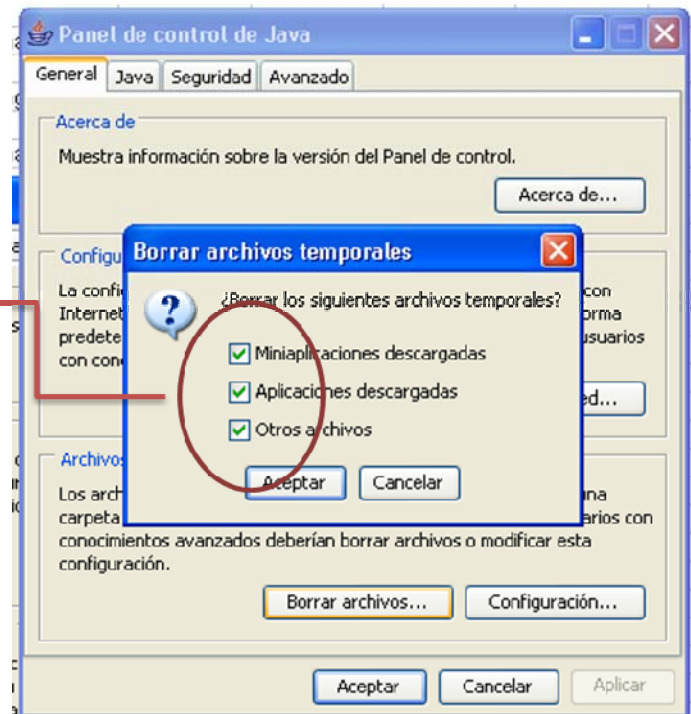 Panel de control de Java
General Java Seguridad Avanzado
Acerca de
Muestra información sobre la versión del Panel de control.
Acerca de...
Configu
Borrar archivos temporales
¿Borrar los siguientes archivos temporales?
La confi
con
Internet
orma
predete
usuarios
con con
Miniaplicaciones descargadas
Aplicaciones descargadas
ed...
Otros archivos
Aceptar Cancelar
Archivos
Los arch
una
carpeta
arios con
conocimientos avanzados deberían borrar archivos o modificar esta
configuración.
Borrar archivos... Configuración...
Aceptar Cancelar Aplicar